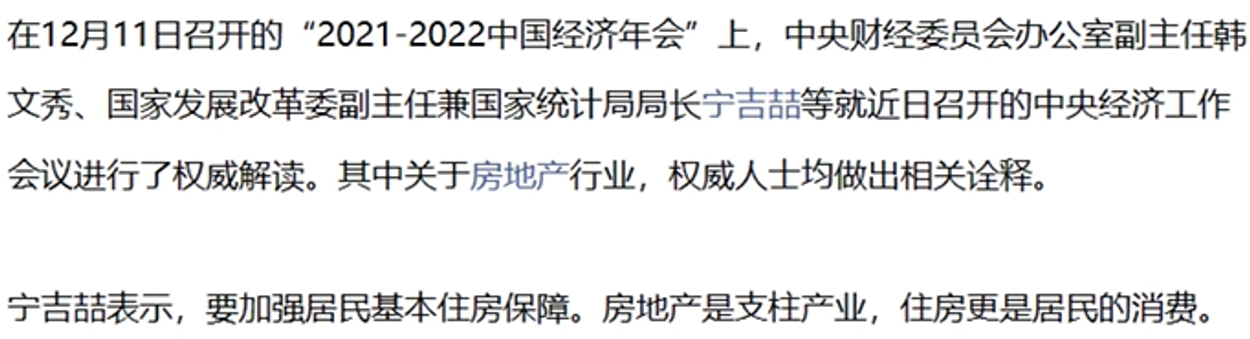 在12月11日召开的“2021-2022中国经济年会”上，中央财经委员会办公室副主任韩
文秀、国家发展改革委副主任兼国家统计局局长宁吉喆等就近日召开的中央经济工作
会议进行了权威解读。其中关于房地产行业，权威人士均做出相关诠释。
宁吉喆表示，要加强居民基本住房保障。房地产是支柱产业，住房更是居民的消费。